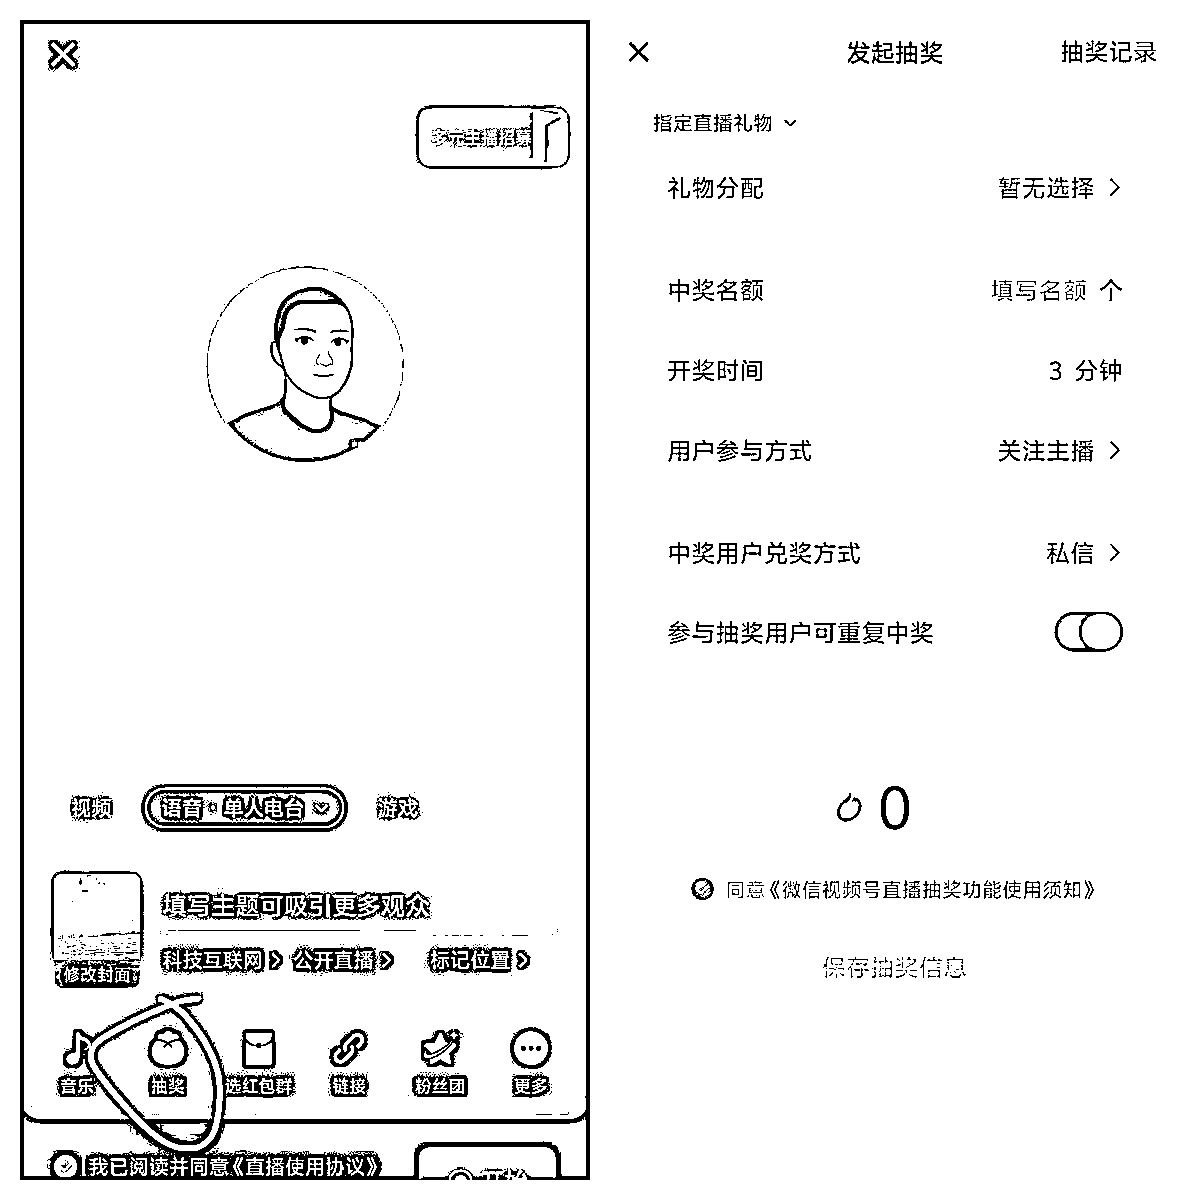 多元主播招募
视频
语音·单人电台
游戏
填写主题可吸引更多观众
科技互联网
公开直播
标记位置
修改封面
音乐
抽奖
选红包群
链接
粉丝团
更多
我已阅读并同意《直播使用协议》
发起抽奖
抽奖记录
指定直播礼物
礼物分配
暂无选择
中奖名额
填写名额 个
开奖时间
3 分钟
用户参与方式
关注主播
中奖用户兑奖方式
私信
参与抽奖用户可重复中奖
0
同意《微信视频号直播抽奖功能使用须知》
保存抽奖信息